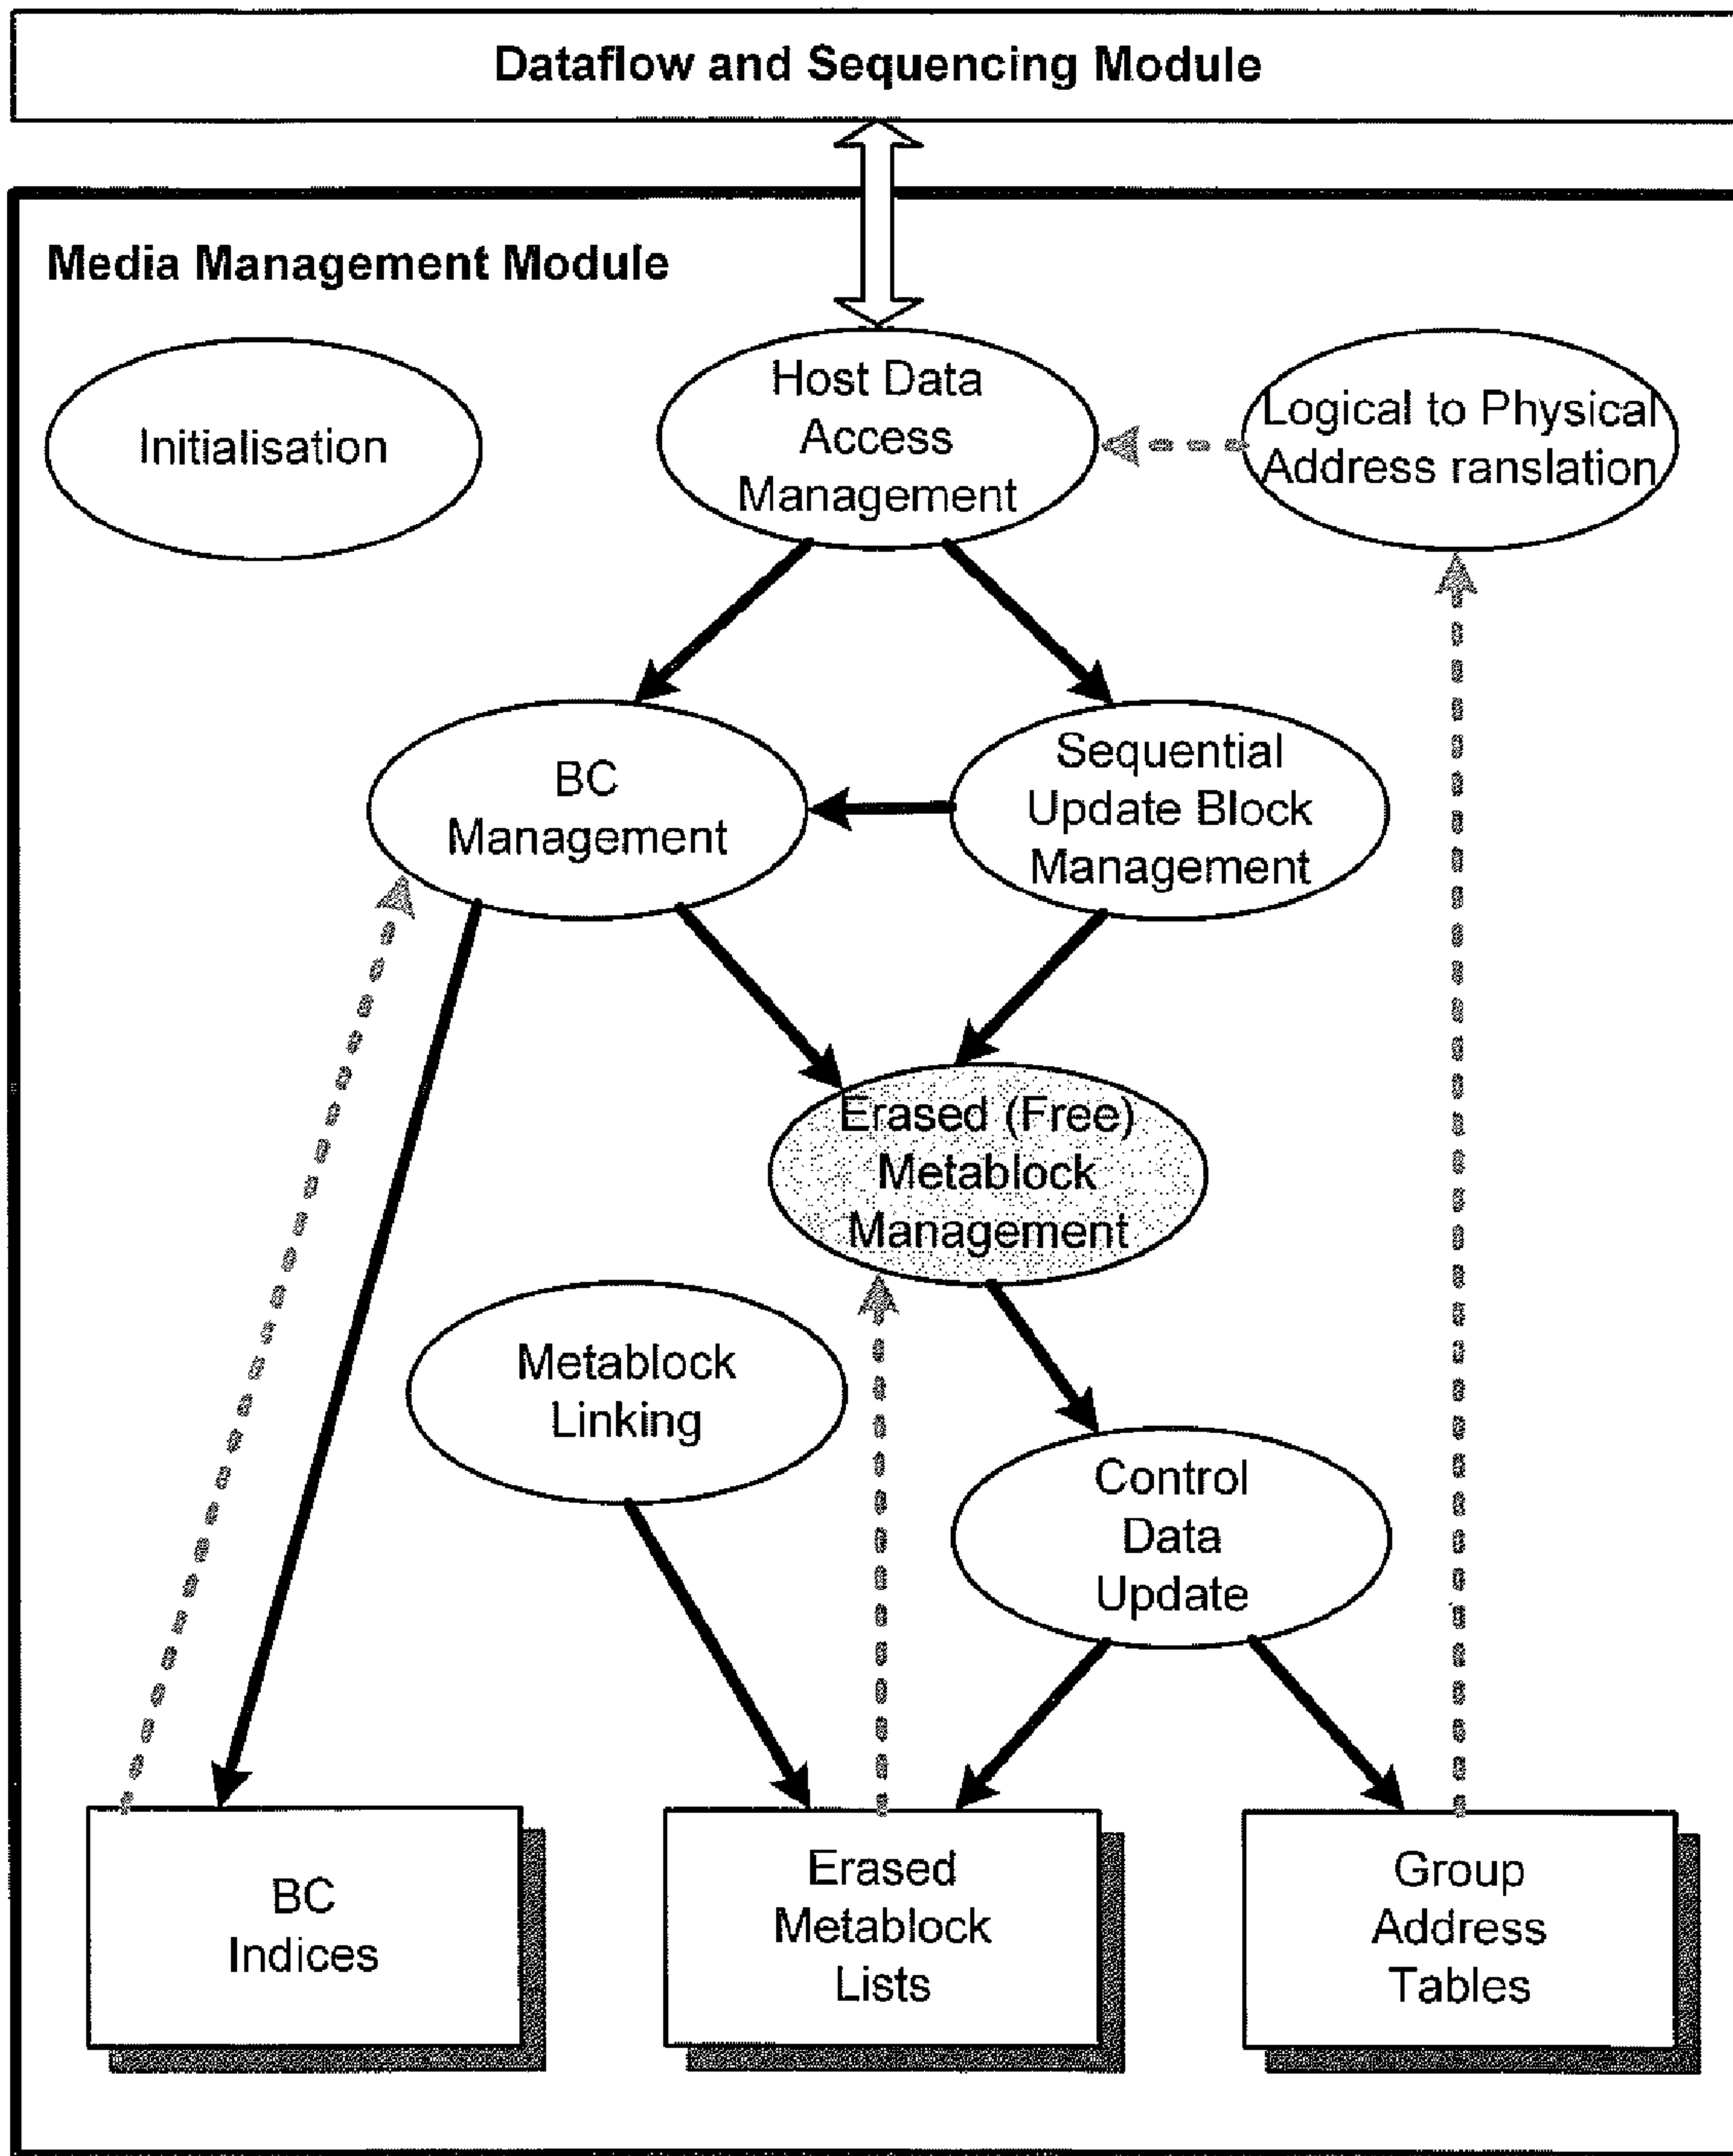 Dataflow and Sequencing Module
Media Management Module
Initialisation
Host Data
Access
Management
Logical to Physical
Address ranslation
BC
Management
Sequential
Update Block
Management
Erased (Free)
Metablock
Management
Metablock
Linking
Control
Data
Update
BC
Indices
Erased
Metablock
Lists
Group
Address
Tables